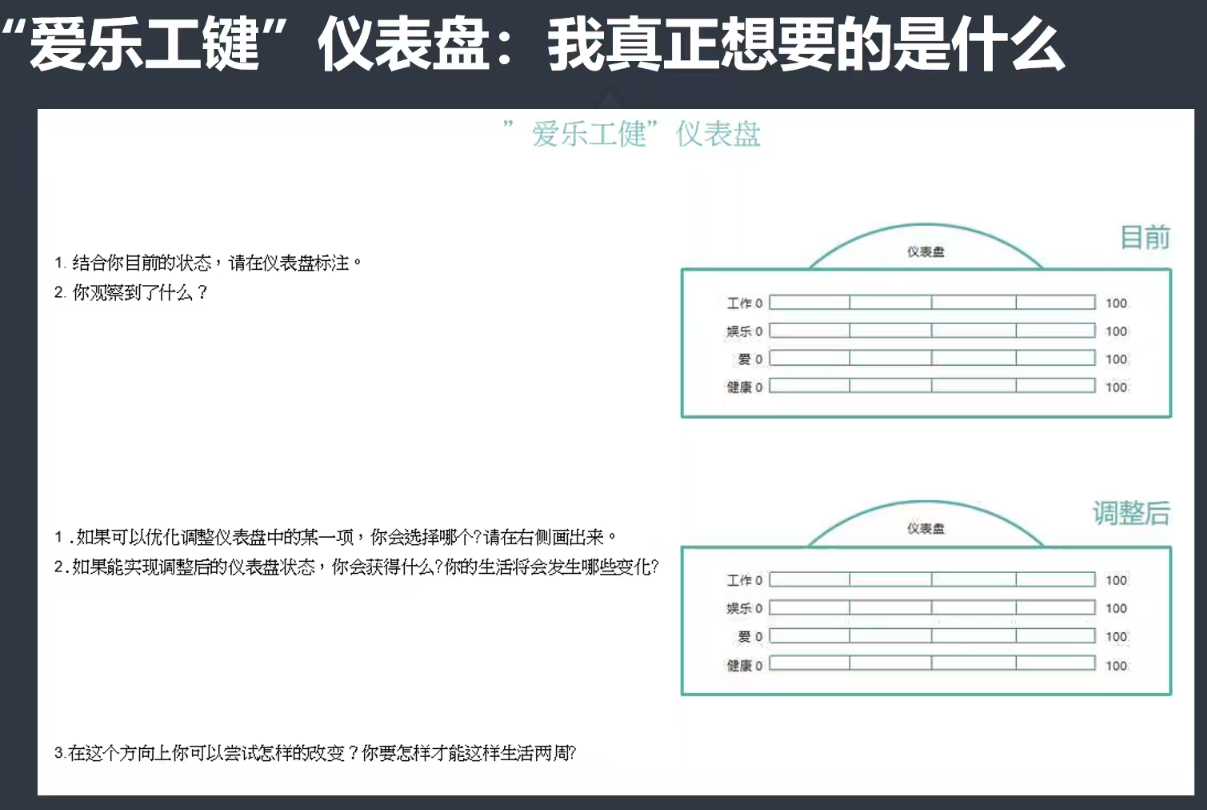 “爱乐工键”仪表盘：我真正想要的是什么
”爱乐工健”仪表盘
目前
仪表盘
1. 结合你目前的状态，请在仪表盘标注。
2. 你观察到了什么？
工作 0 100
娱乐 0 100
爱 0 100
健康 0 100
调整后
仪表盘
1 .如果可以优化调整仪表盘中的某一项，你会选择哪个?请在右侧画出来。
2.如果能实现调整后的仪表盘状态，你会获得什么?你的生活将会发生哪些变化?
工作 0 100
娱乐 0 100
爱 0 100
健康 0 100
3.在这个方向上你可以尝试怎样的改变？你要怎样才能这样生活两周?